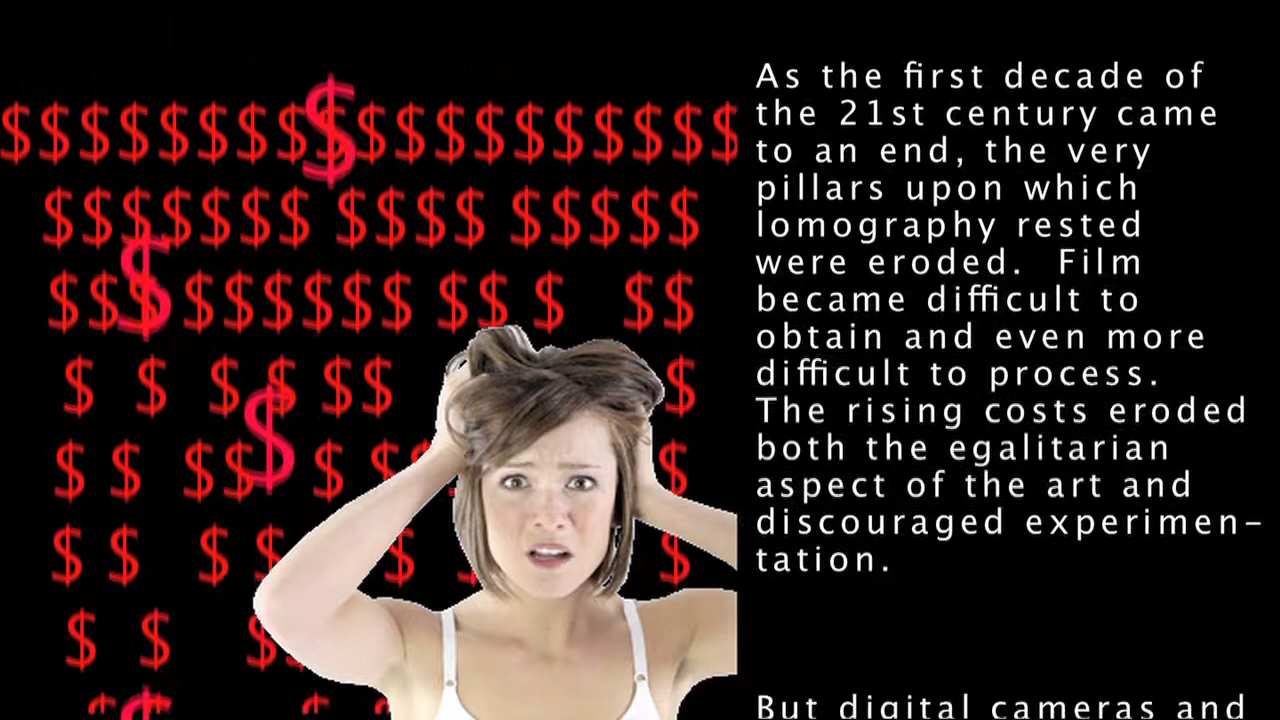 $$$$$$$$$$$$$$$$$$$
$$$$$$$ $$$$ $$$$$
$$$$$$$$$ $$ $ $$
$ $ $ $ $$ $
$ $ $$ $ $$ $
$ $ $ $ $ $ $
$ $ $$
As the first decade of
the 21st century came
to an end, the very
pillars upon which
lomography rested
were eroded.  Film
became difficult to
obtain and even more
difficult to process.
The rising costs eroded
both the egalitarian
aspect of the art and
discouraged experimen-
tation.
But digital cameras and